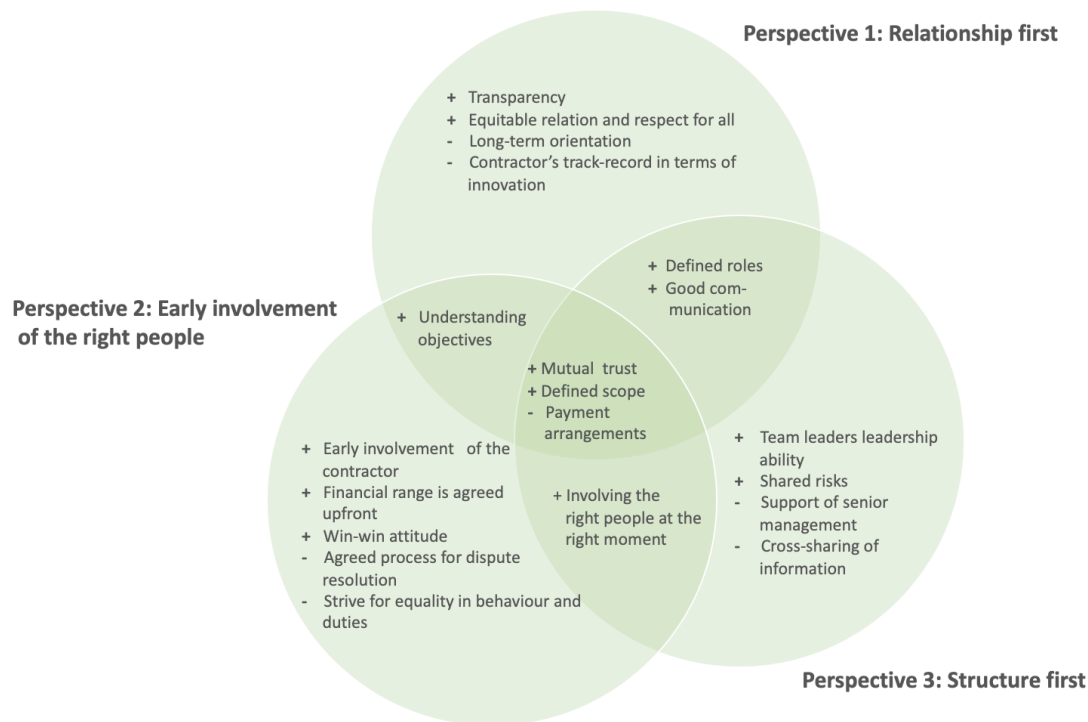 Perspective 1: Relationship first
+ Transparency
+ Equitable relation and respect for all
- Long-term orientation
- Contractor's track-record in terms of
innovation
+ Defined roles
+ Good com-
munication
Perspective 2: Early involvement
of the right people
+ Understanding
objectives
+ Mutual trust
+ Defined scope
- Payment
arrangements
+ Early involvement of the
contractor
+ Financial range is agreed
upfront
+ Win-win attitude
- Agreed process for dispute
resolution
- Strive for equality in behaviour and
duties
+ Involving the
right people at the
right moment
+ Team leaders leadership
ability
+ Shared risks
- Support of senior
management
- Cross-sharing of
information
Perspective 3: Structure first